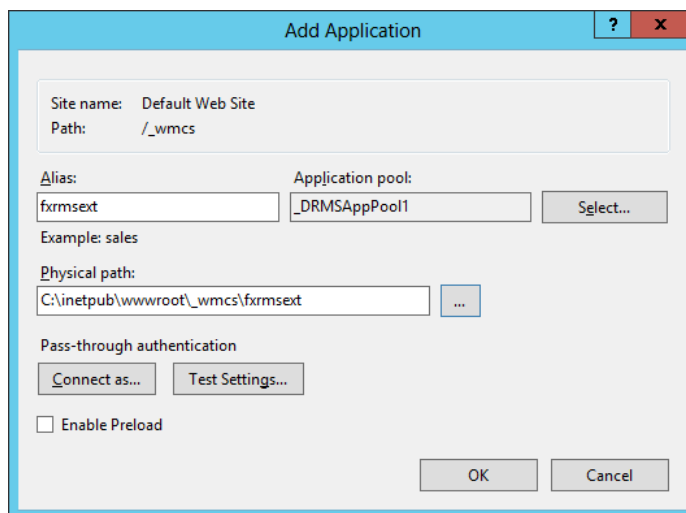 Add Application
?
x
Site name: Default Web Site
Path: /_wmcs
Alias: Application pool:
fxrmsext _DRMSAppPool1 Select...
Example: sales
Physical path:
C:\inetpub\wwwroot\_wmcs\fxrmsext ...
Pass-through authentication
Connect as... Test Settings...
Enable Preload
OK Cancel